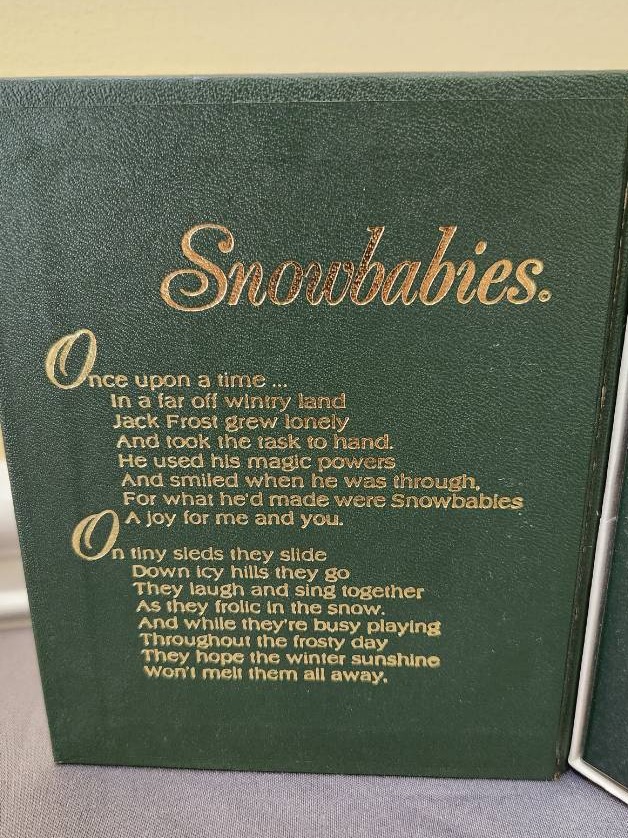 Snowbabies.
Once upon a time ...
In a far off wintry land
Jack Frost grew lonely
And took the task to hand.
He used his magic powers
And smiled when he was through,
For what he'd made were Snowbabies
A joy for me and you.
On tiny sleds they slide
Down icy hills they go
They laugh and sing together
As they frolic in the snow.
And while they're busy playing
Throughout the frosty day
They hope the winter sunshine
Won't melt them all away.